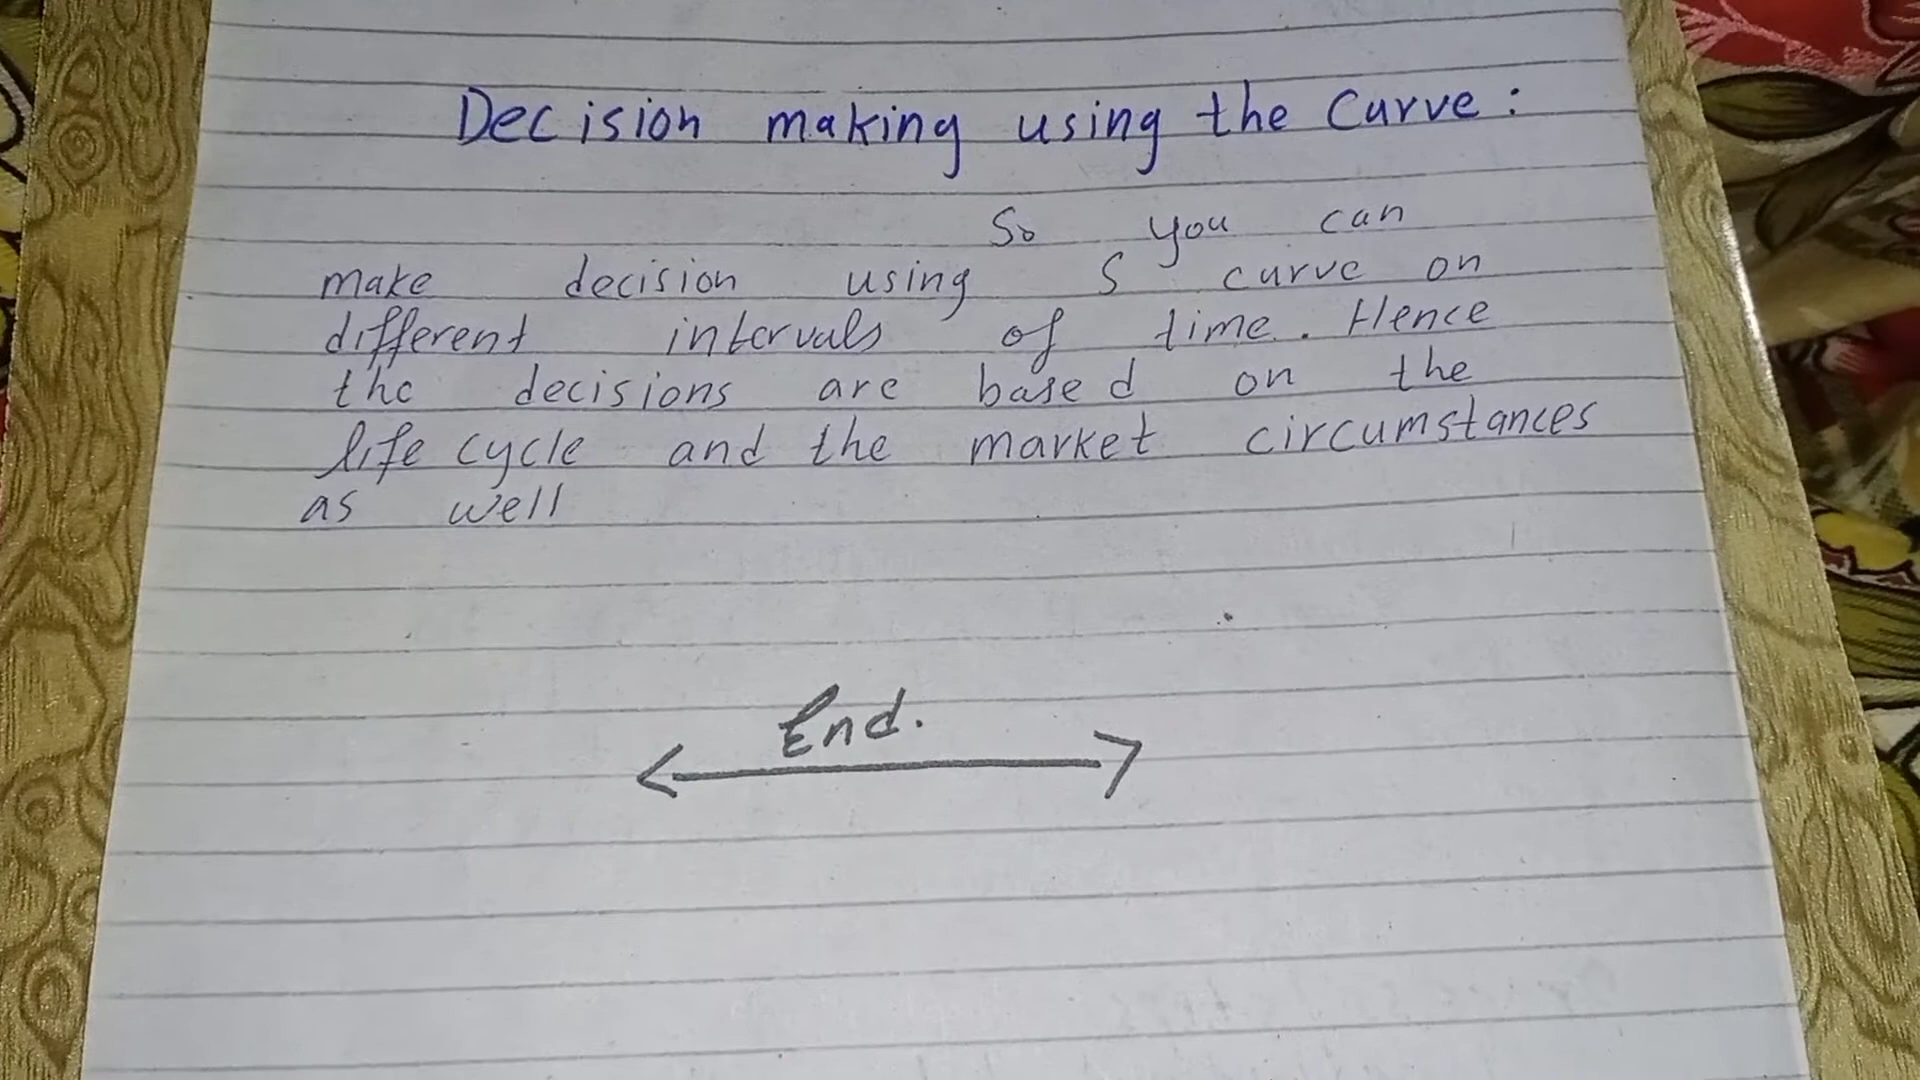 Decision making using the Curve:
So you can
make decision using S curve on
different intervals of time. Hence
the decisions are based on the
life cycle and the market circumstances
as well
End.